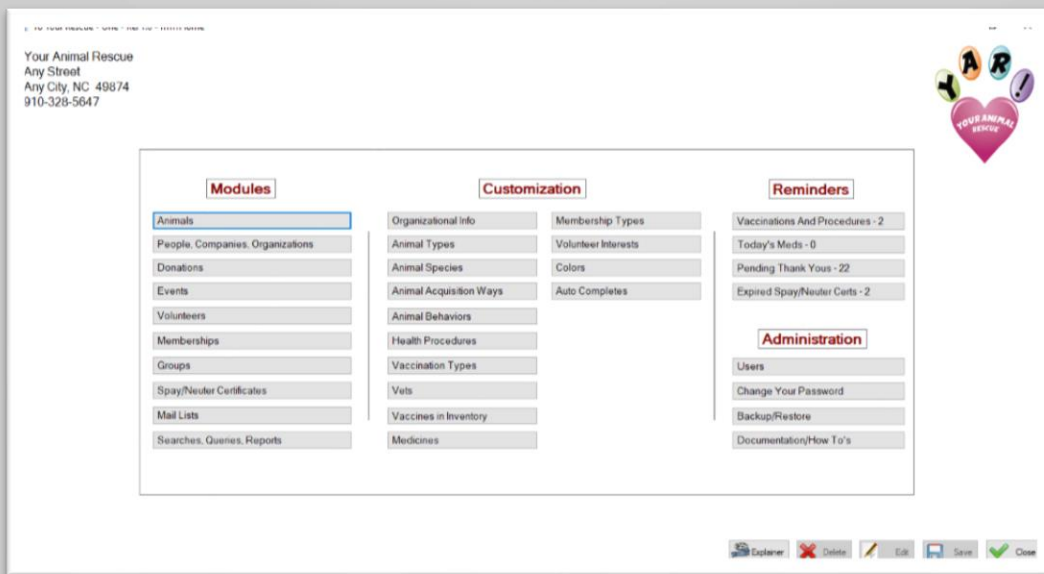 Your Animal Rescue
Any Street
Any City, NC 49874
910-328-5647
YAR!
YOUR ANIMAL
RESCUE
Modules
Animals
People, Companies, Organizations
Donations
Events
Volunteers
Memberships
Groups
Spay/Neuter Certificates
Mail Lists
Searches, Queries, Reports
Customization
Organizational Info
Animal Types
Animal Species
Animal Acquisition Ways
Animal Behaviors
Health Procedures
Vaccination Types
Vets
Vaccines in Inventory
Medicines
Membership Types
Volunteer Interests
Colors
Auto Completes
Reminders
Vaccinations And Procedures - 2
Today's Meds - 0
Pending Thank Yous - 22
Expired Spay/Neuter Certs - 2
Administration
Users
Change Your Password
Backup/Restore
Documentation/How To's
Explainer
Delete
Edit
Save
Close